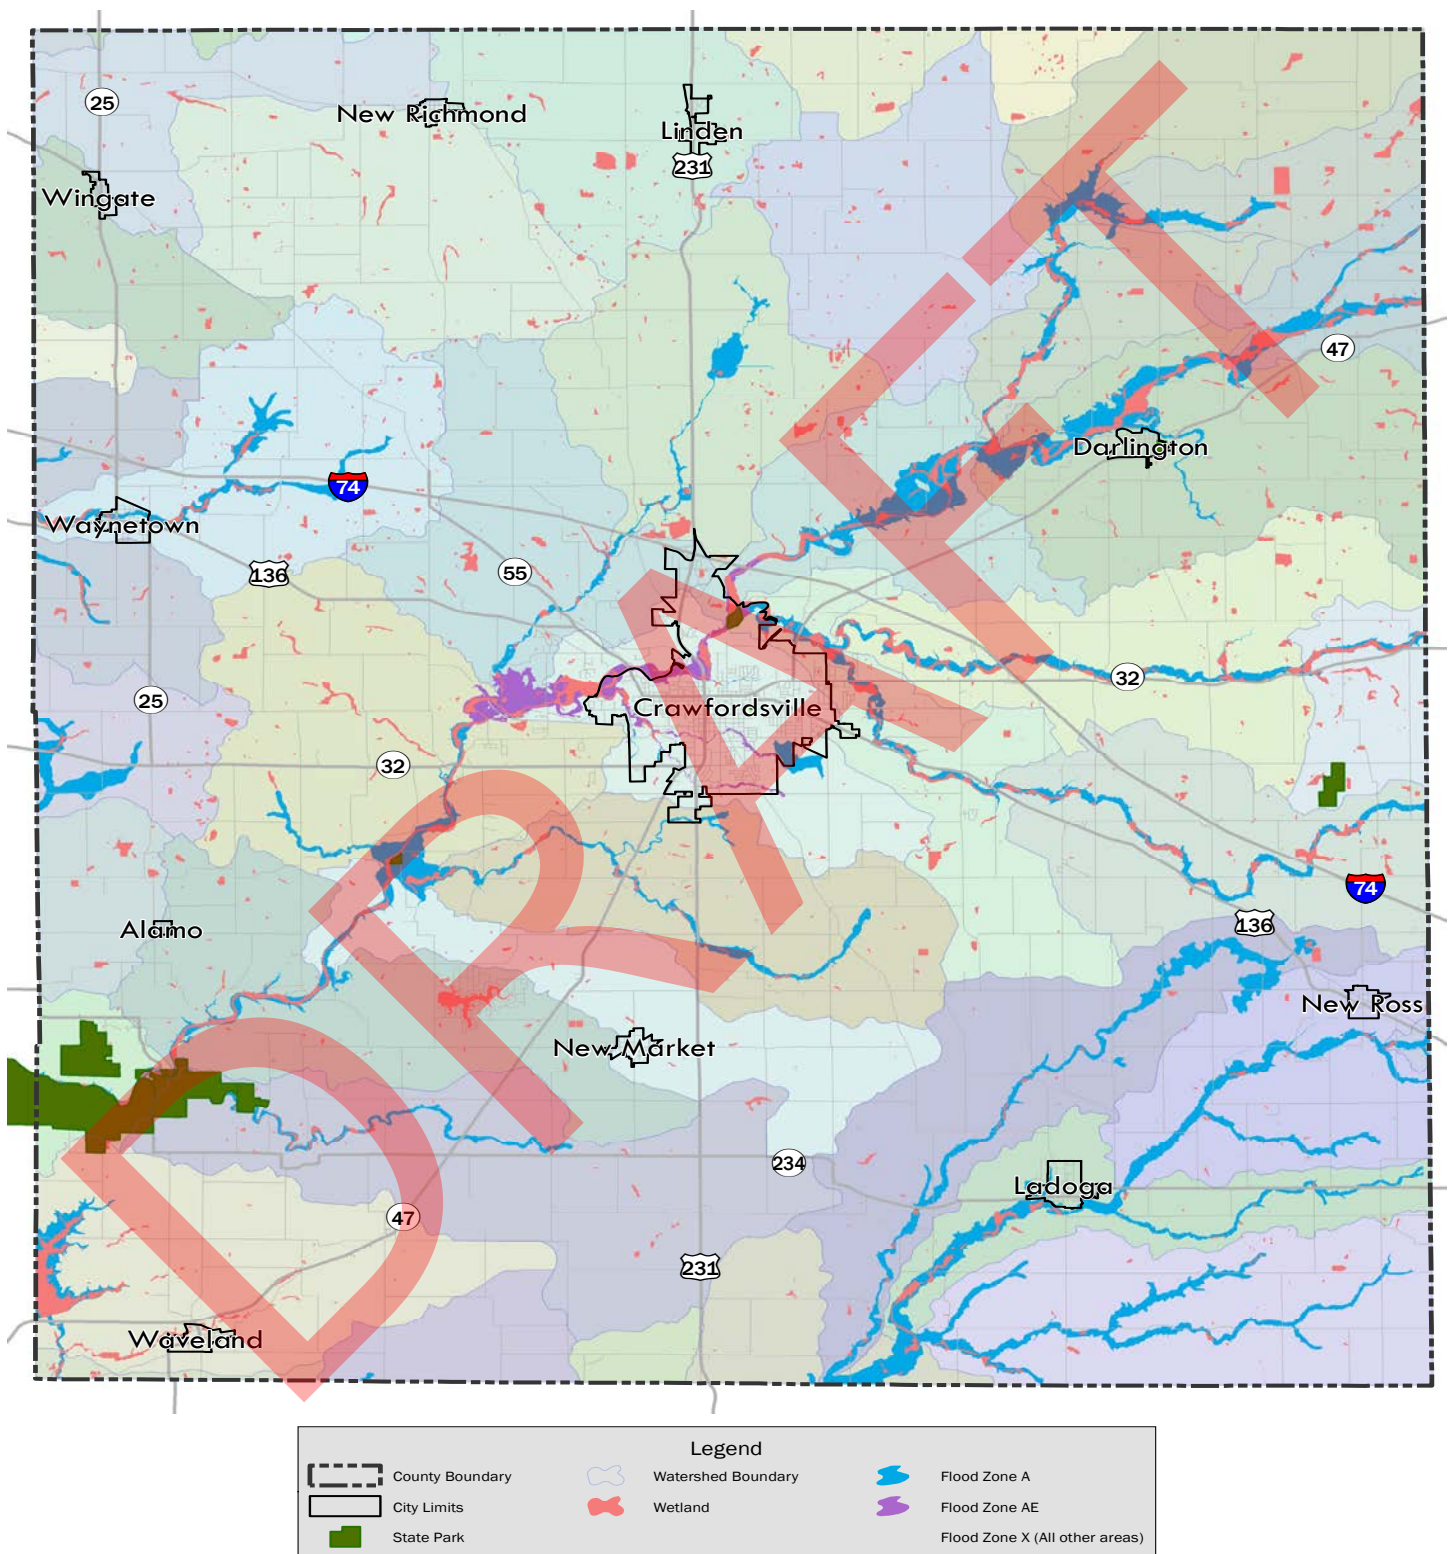 25
New Richmond
Linden
231
Wingate
47
Darlington
74
Waynetown
136
55
32
25
Crawfordsville
32
74
136
Alamo
New Ross
New Market
234
Ladoga
47
231
Waveland
DRAFT
Legend
County Boundary
Watershed Boundary
Flood Zone A
City Limits
Wetland
Flood Zone AE
State Park
Flood Zone X (All other areas)